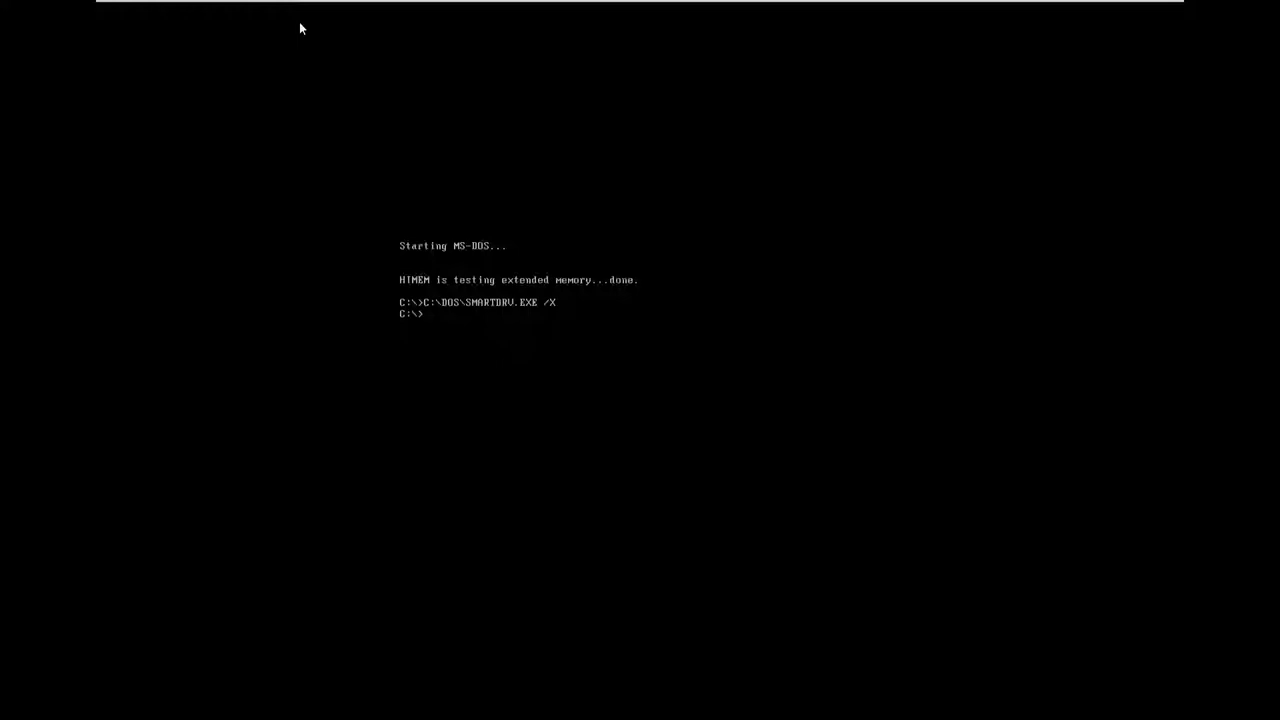 Starting MS-DOS...
HIMEM is testing extended memory...done.
C:\>C:\DOS\SMARTDRV.EXE /X
C:\>